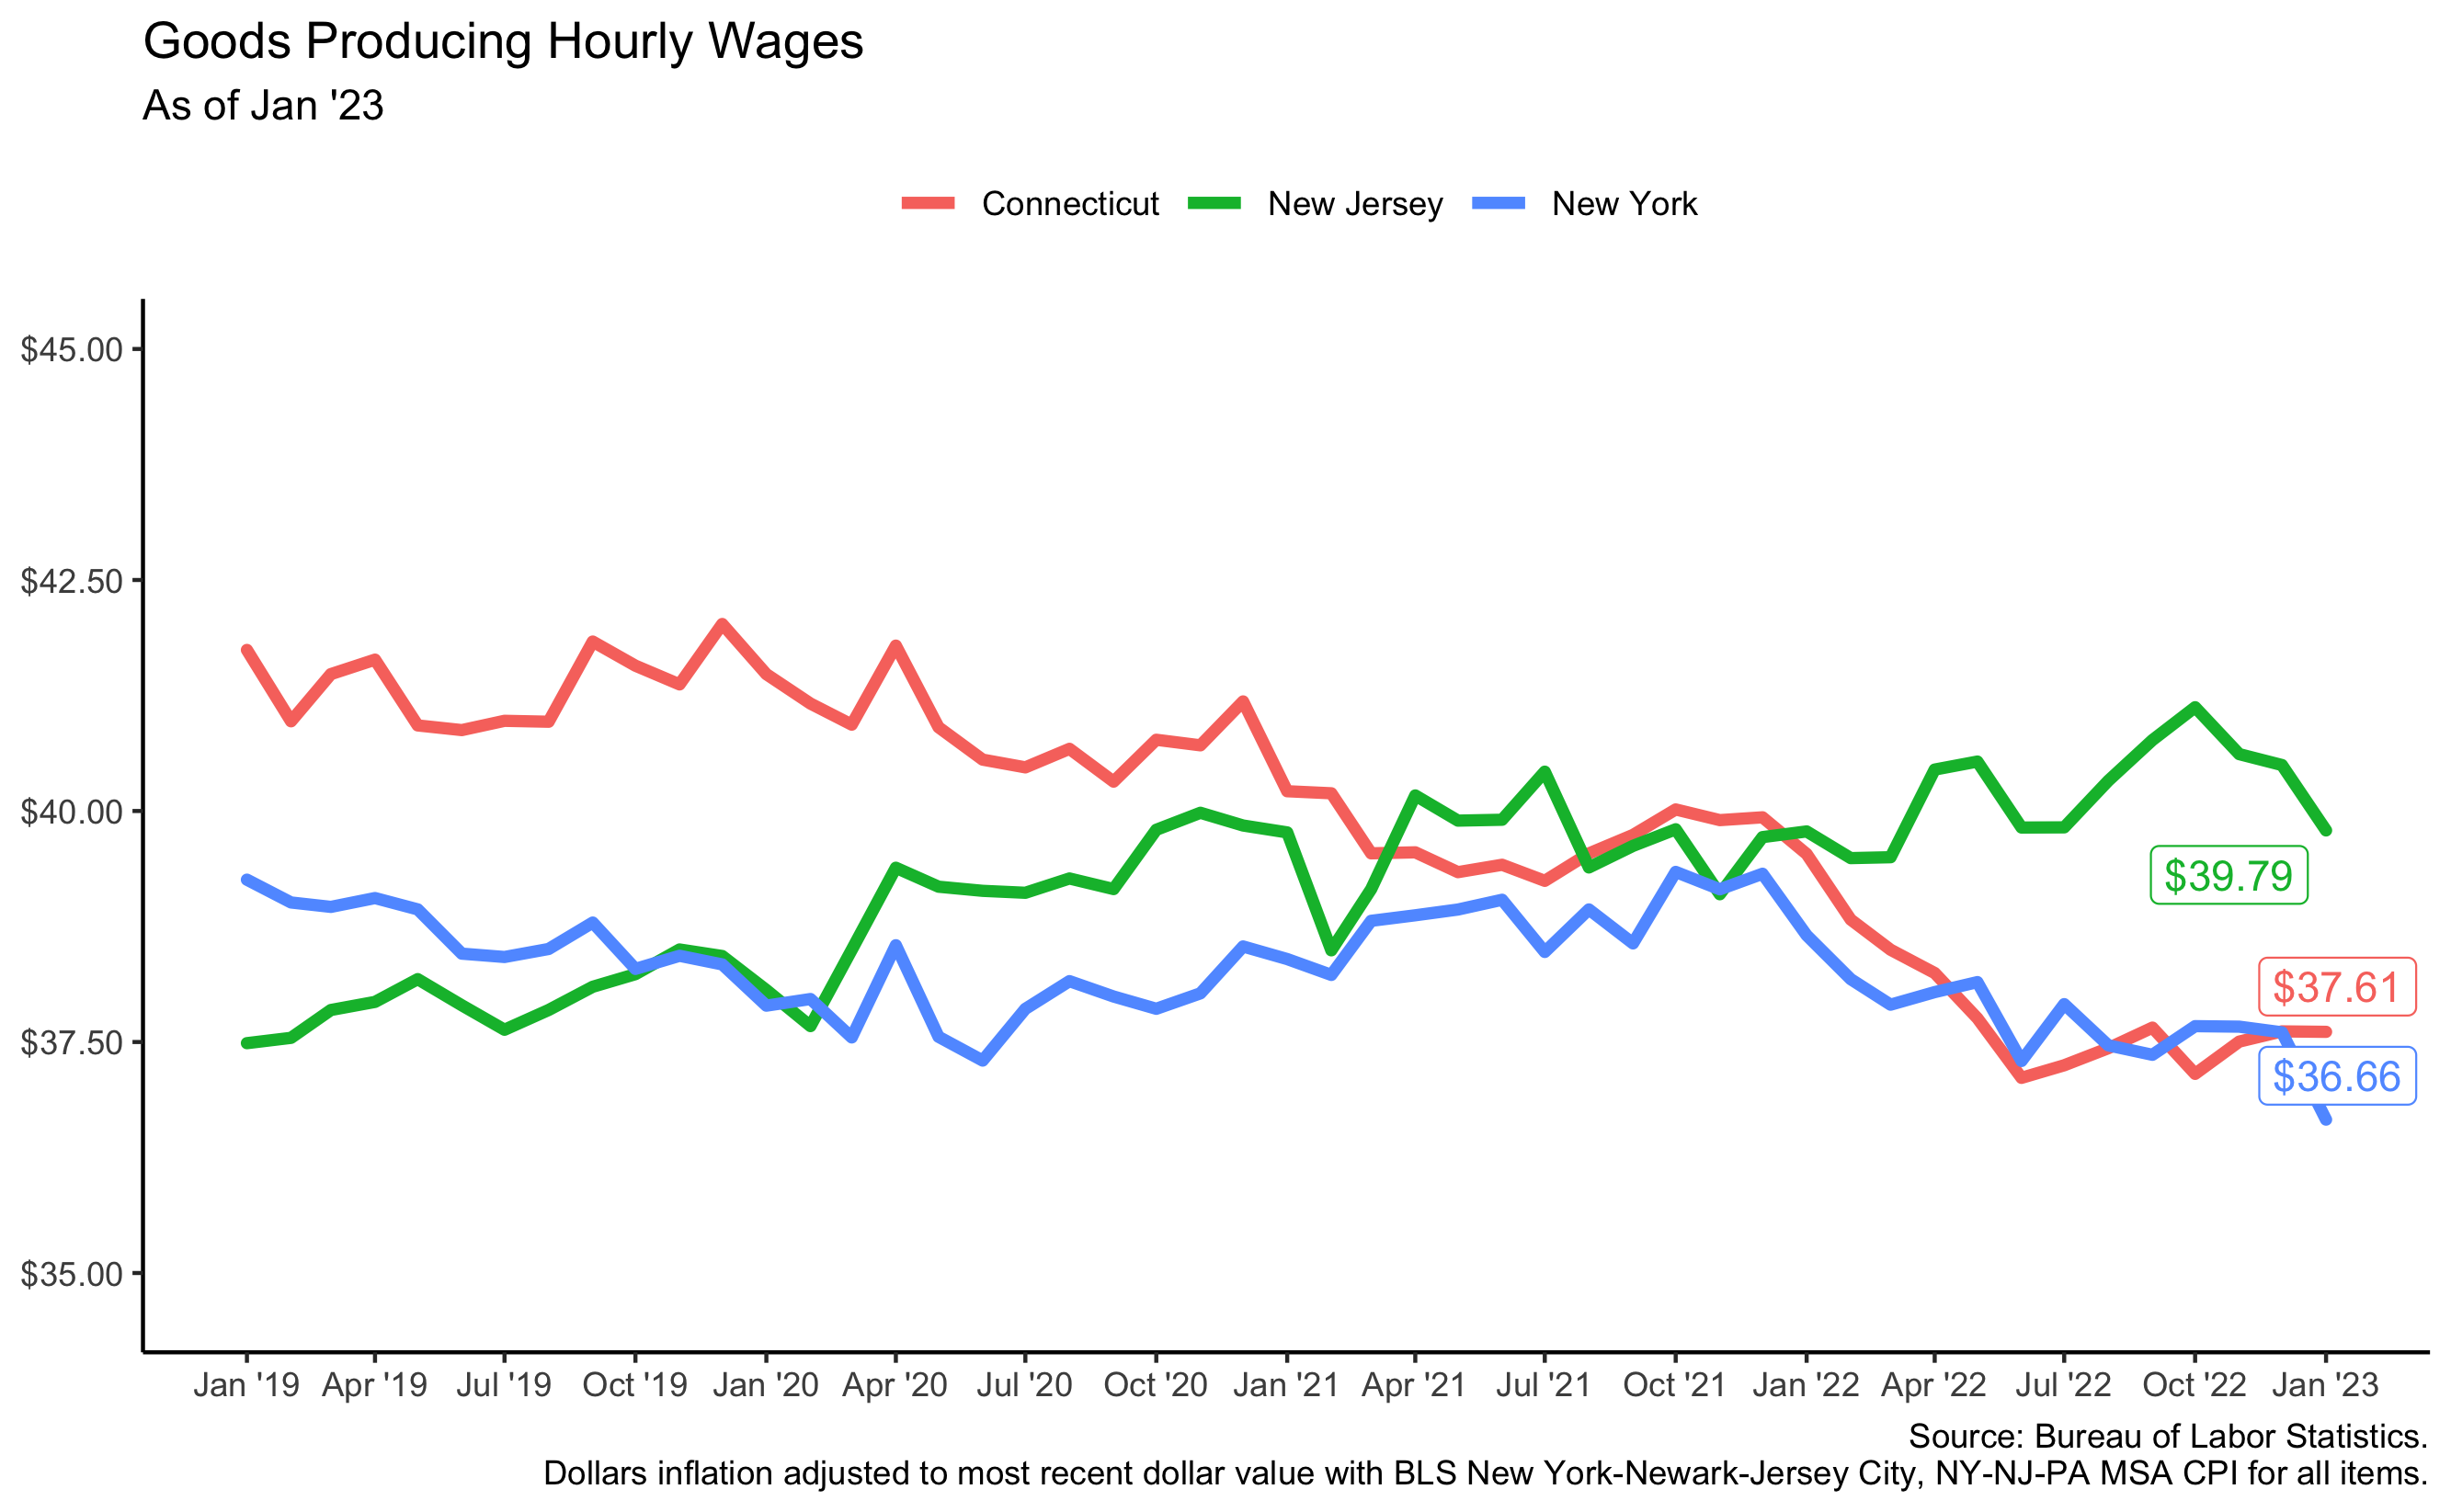 Goods Producing Hourly Wages
As of Jan '23
Connecticut New Jersey New York
$45.00
$42.50
$40.00
$39.79
$37.61
$37.50
$36.66
$35.00
Jan '19 Apr '19 Jul '19 Oct '19 Jan '20 Apr '20 Jul '20 Oct '20 Jan '21 Apr '21 Jul '21 Oct '21 Jan '22 Apr '22 Jul '22 Oct '22 Jan '23
Source: Bureau of Labor Statistics.
Dollars inflation adjusted to most recent dollar value with BLS New York-Newark-Jersey City, NY-NJ-PA MSA CPI for all items.